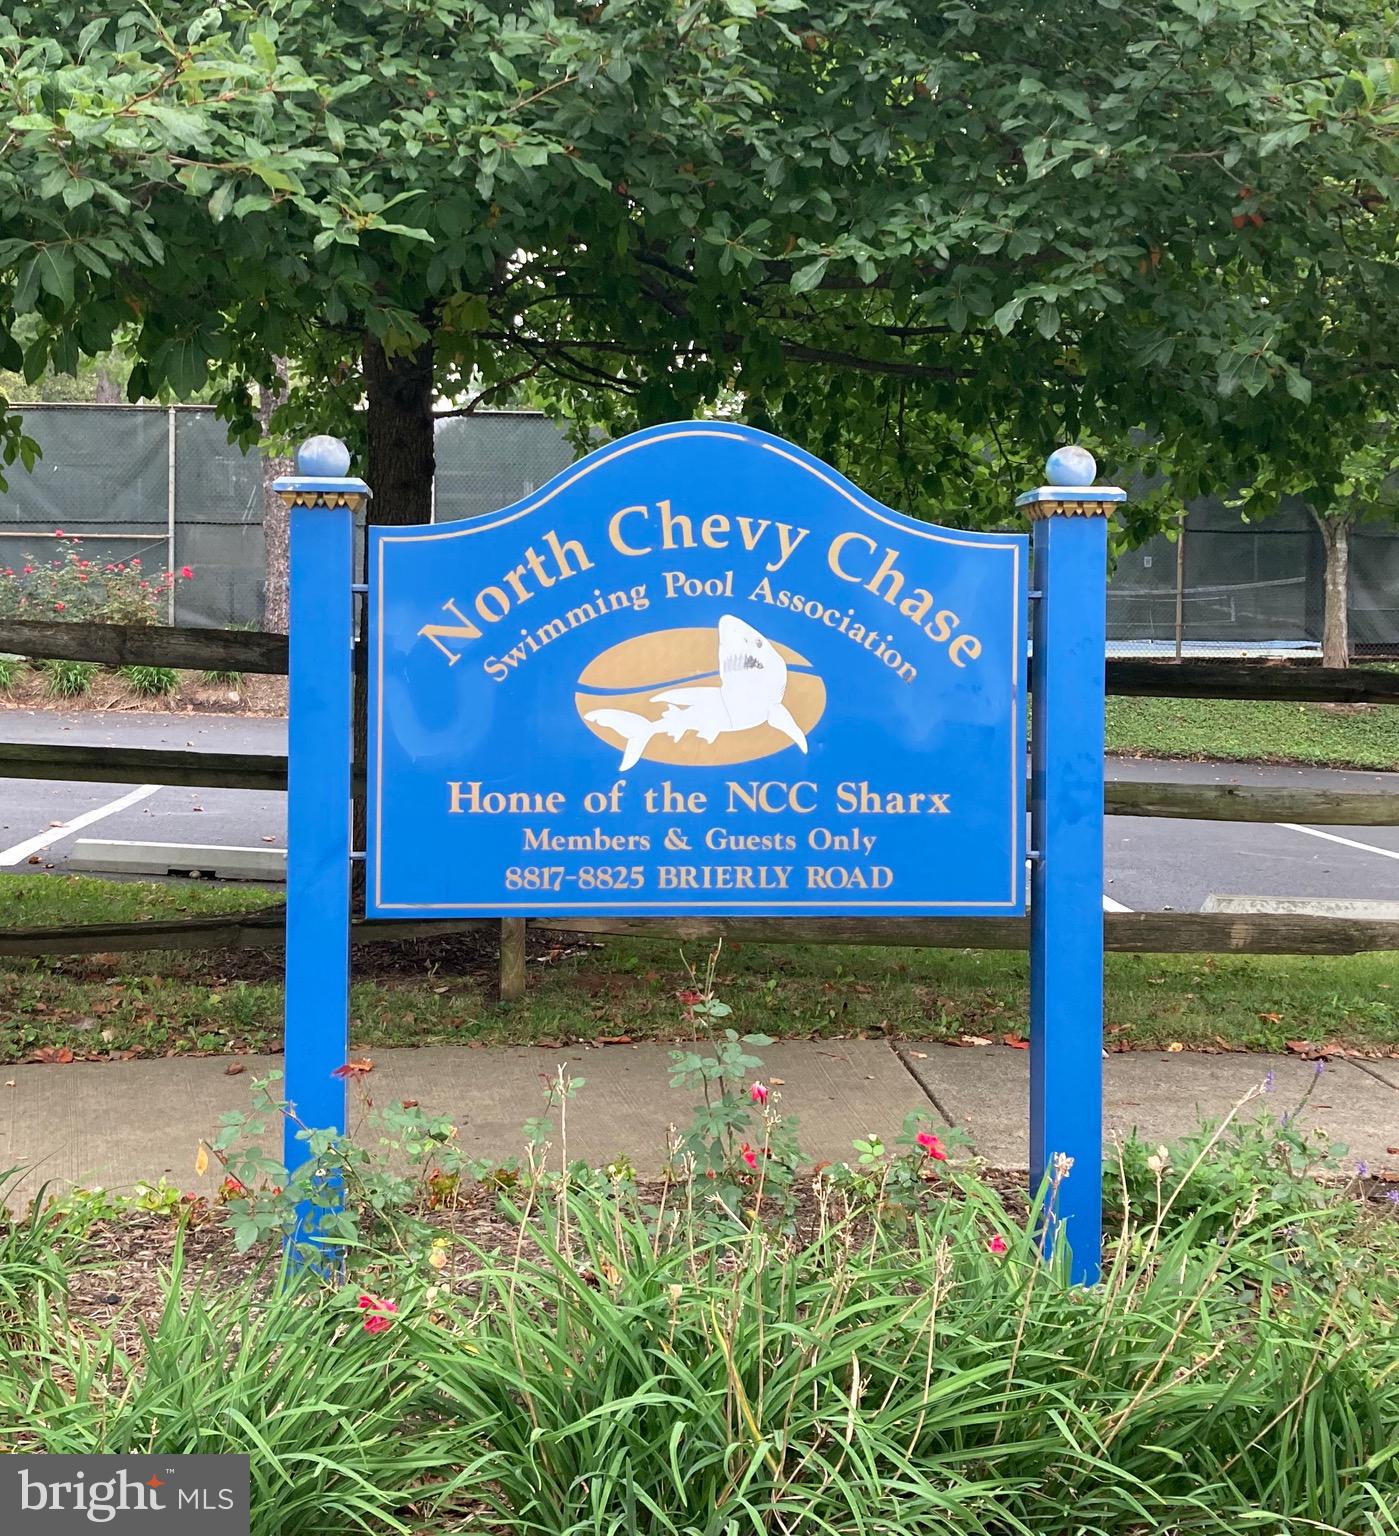 North Chevy Chase
Swimming Pool Association
Home of the NCC Sharx
Members & Guests Only
8817-8825 BRIERLY ROAD
bright™ MLS